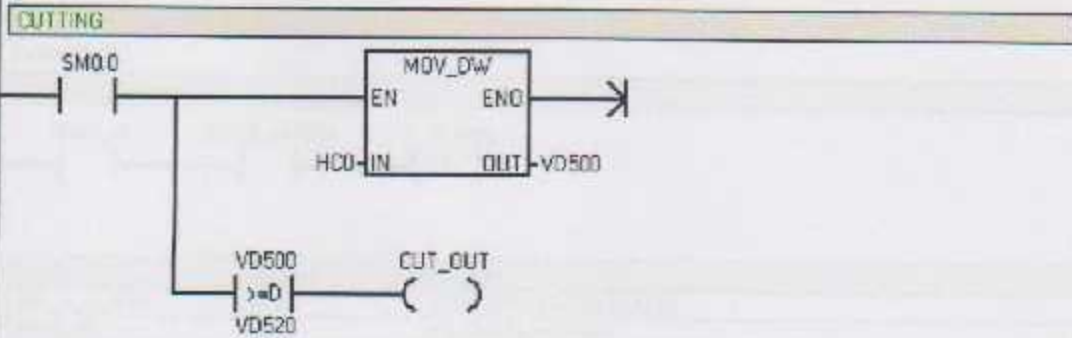 CUTTING
SM0.0
MOV_DW
EN ENO
HC0 IN OUT VD500
VD500 CUT_OUT
>=D
VD520